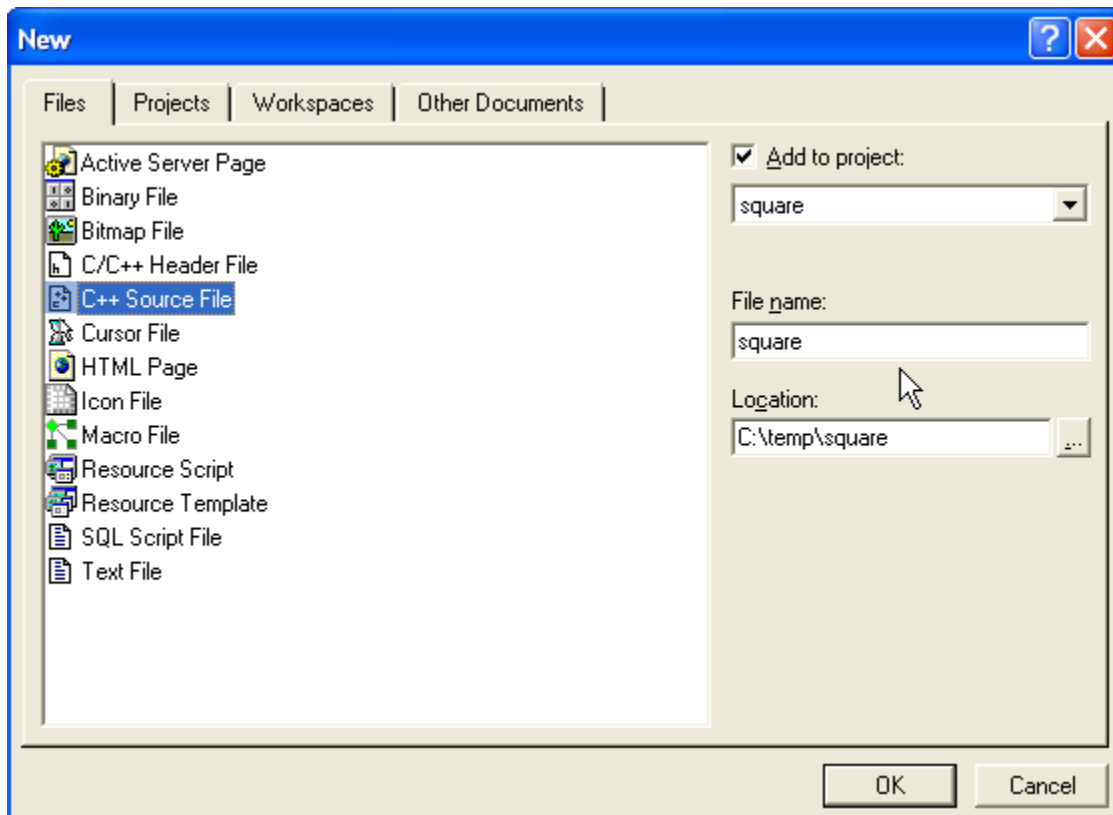 New
Files Projects Workspaces Other Documents
Active Server Page
Binary File
Bitmap File
C/C++ Header File
C++ Source File
Cursor File
HTML Page
Icon File
Macro File
Resource Script
Resource Template
SQL Script File
Text File
Add to project:
square
File name:
square
Location:
C:\temp\square
...
OK Cancel